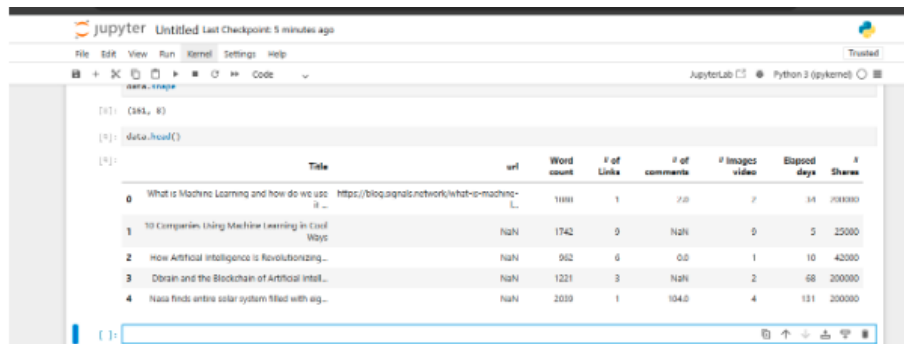 jupyter Untitled Last Checkpoint: 5 minutes ago
File Edit View Run Kernel Settings Help Trusted
Code JupyterLab Python 3 (ipykernel)
data.shape
(161, 8)
data.head()
Title url Word count # of Links # of comments # Images video Elapsed days # Shares
0 What is Machine Learning and how do we use it ... https://blog.signals.network/what-is-machine-l... 1888 1 2.0 2 34 200000
1 10 Companies Using Machine Learning in Cool Ways NaN 1742 9 NaN 9 5 25000
2 How Artificial Intelligence Is Revolutionizing... NaN 962 6 0.0 1 10 42000
3 Dbrain and the Blockchain of Artificial Intell... NaN 1221 3 NaN 2 68 200000
4 Nasa finds entire solar system filled with eig... NaN 2039 1 104.0 4 131 200000
[ ]: